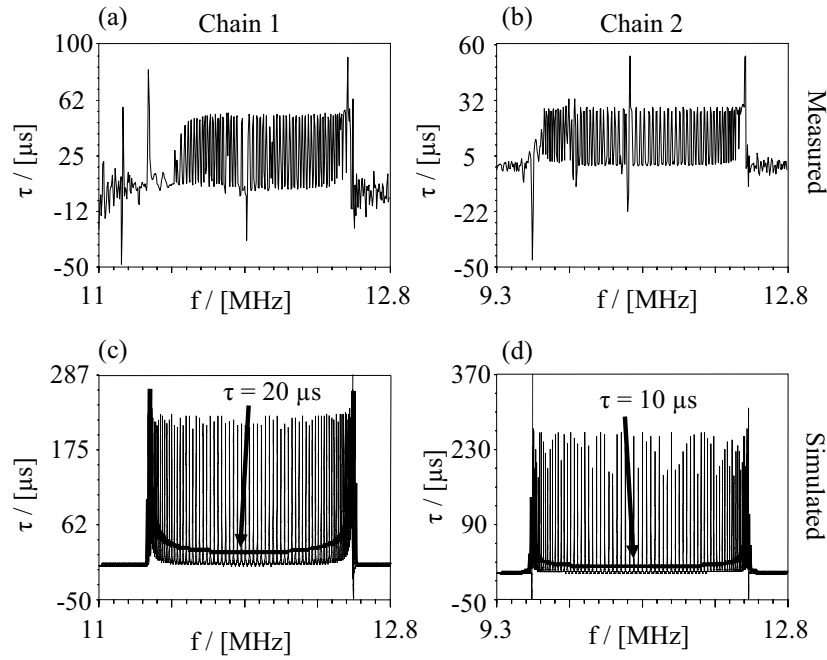 (a)
Chain 1
100
62
25
-12
-50
τ / [μs]
11
12.8
f / [MHz]
(b)
Chain 2
60
32
5
-22
-50
τ / [μs]
9.3
12.8
f / [MHz]
Measured
(c)
287
175
62
-50
τ / [μs]
τ = 20 μs
11
12.8
f / [MHz]
(d)
370
230
90
-50
τ / [μs]
τ = 10 μs
9.3
12.8
f / [MHz]
Simulated